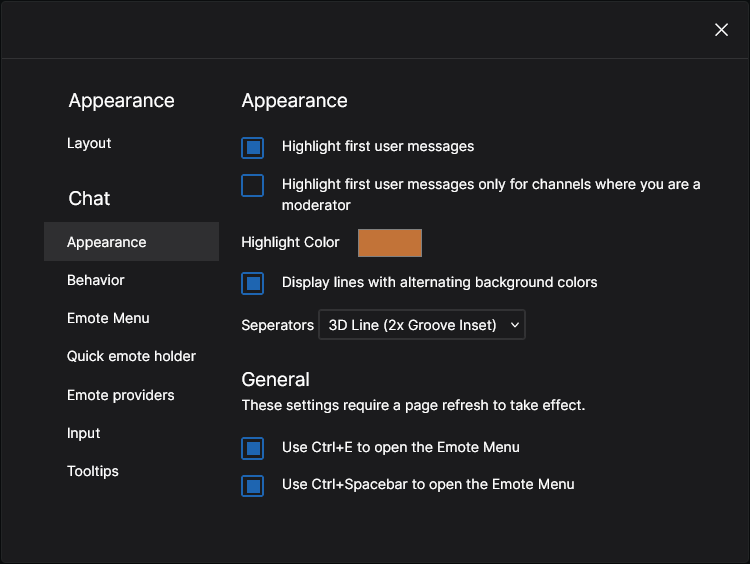 Appearance
Layout
Chat
Appearance
Behavior
Emote Menu
Quick emote holder
Emote providers
Input
Tooltips
Appearance
Highlight first user messages
Highlight first user messages only for channels where you are a
moderator
Highlight Color
Display lines with alternating background colors
Seperators 3D Line (2x Groove Inset)
General
These settings require a page refresh to take effect.
Use Ctrl+E to open the Emote Menu
Use Ctrl+Spacebar to open the Emote Menu